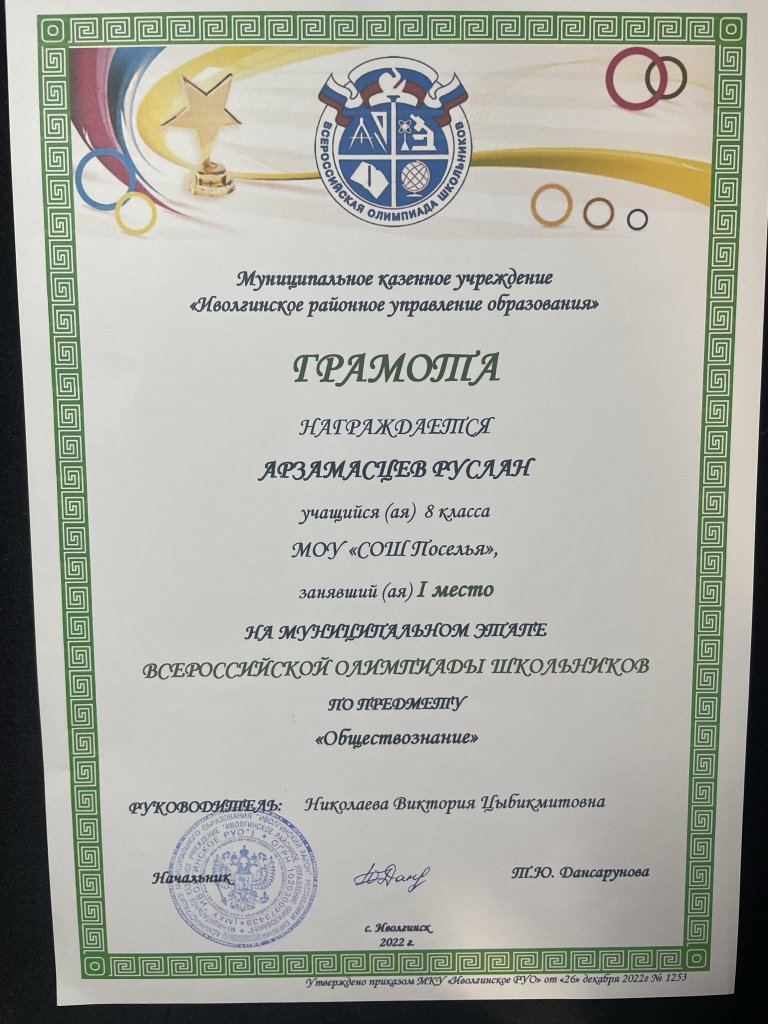 ВСЕРОССИЙСКАЯ ОЛИМПИАДА ШКОЛЬНИКОВ
Муниципальное казенное учреждение
«Иволгинское районное управление образования»
ГРАМОТА
НАГРАЖДАЕТСЯ
АРЗАМАСЦЕВ РУСЛАН
учащийся (ая) 8 класса
МОУ «СОШ Поселья»,
занявший (ая) I место
НА МУНИЦИПАЛЬНОМ ЭТАПЕ
ВСЕРОССИЙСКОЙ ОЛИМПИАДЫ ШКОЛЬНИКОВ
ПО ПРЕДМЕТУ
«Обществознание»
РУКОВОДИТЕЛЬ: Николаева Виктория Цыбикмитовна
Начальник Т.Ю. Дансарунова
с. Иволгинск
2022 г.
Утверждено приказом МКУ «Иволгинское РУО» от «26» декабря 2022г № 1253